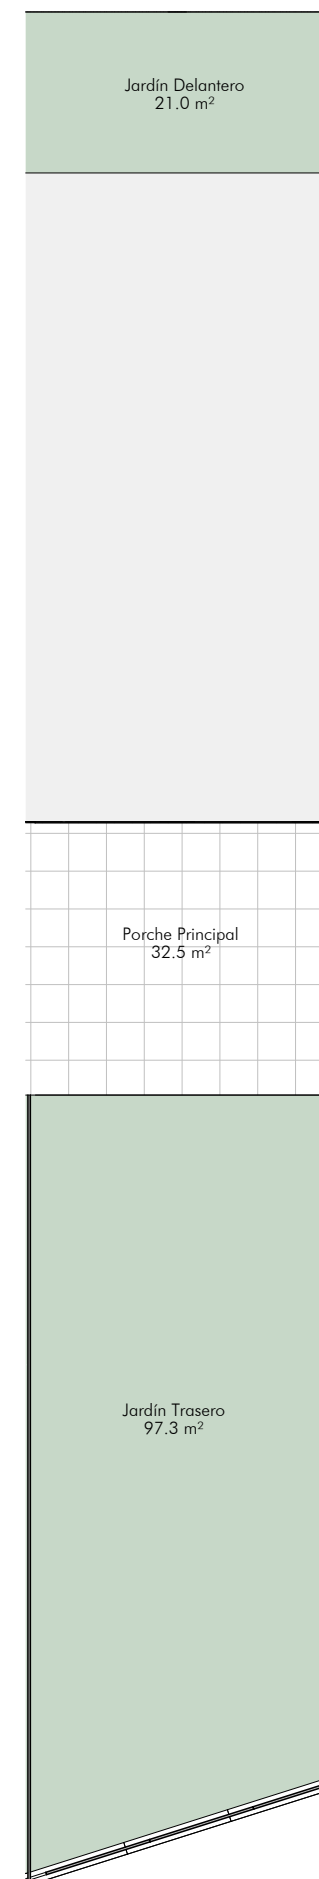 Jardín Delantero
21.0 m²
Porche Principal
32.5 m²
Jardín Trasero
97.3 m²